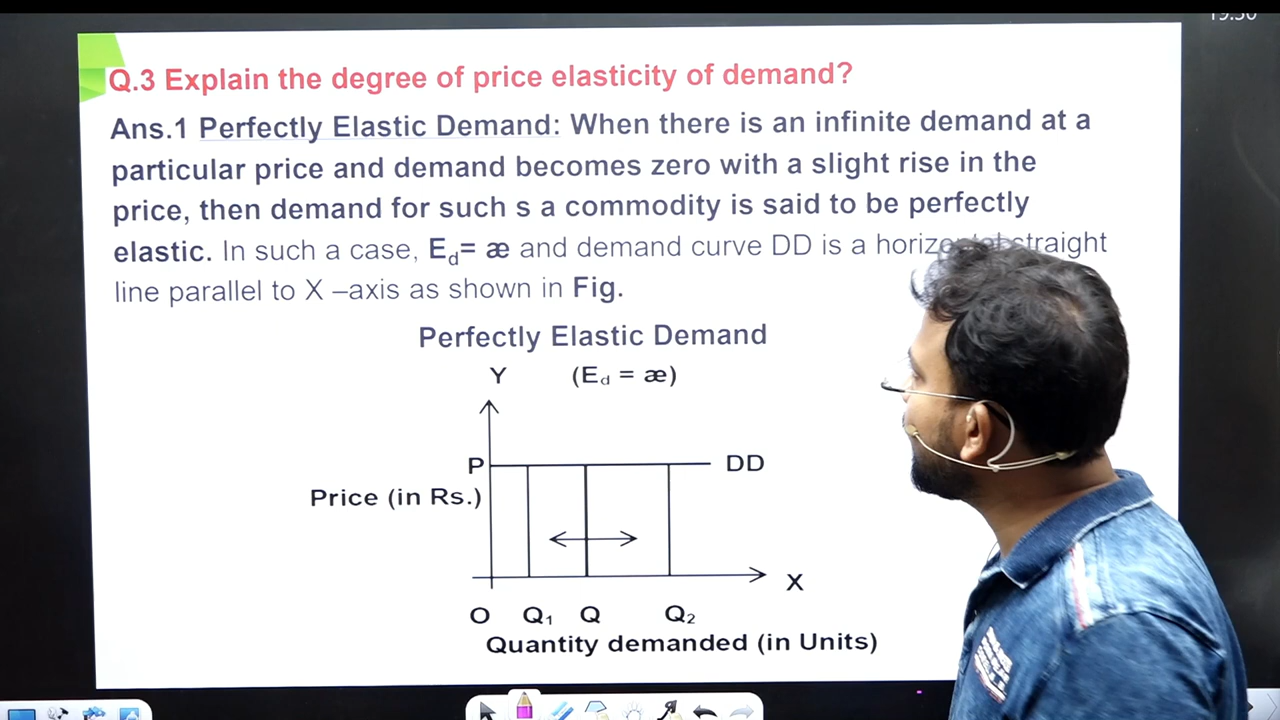 Q.3 Explain the degree of price elasticity of demand?
Ans.1 Perfectly Elastic Demand: When there is an infinite demand at a
particular price and demand becomes zero with a slight rise in the
price, then demand for such s a commodity is said to be perfectly
elastic. In such a case, Ed= æ and demand curve DD is a straight
line parallel to X –axis as shown in Fig.
Perfectly Elastic Demand
Y (Ed = æ)
P DD
Price (in Rs.)
X
O Q₁ Q Q₂
Quantity demanded (in Units)